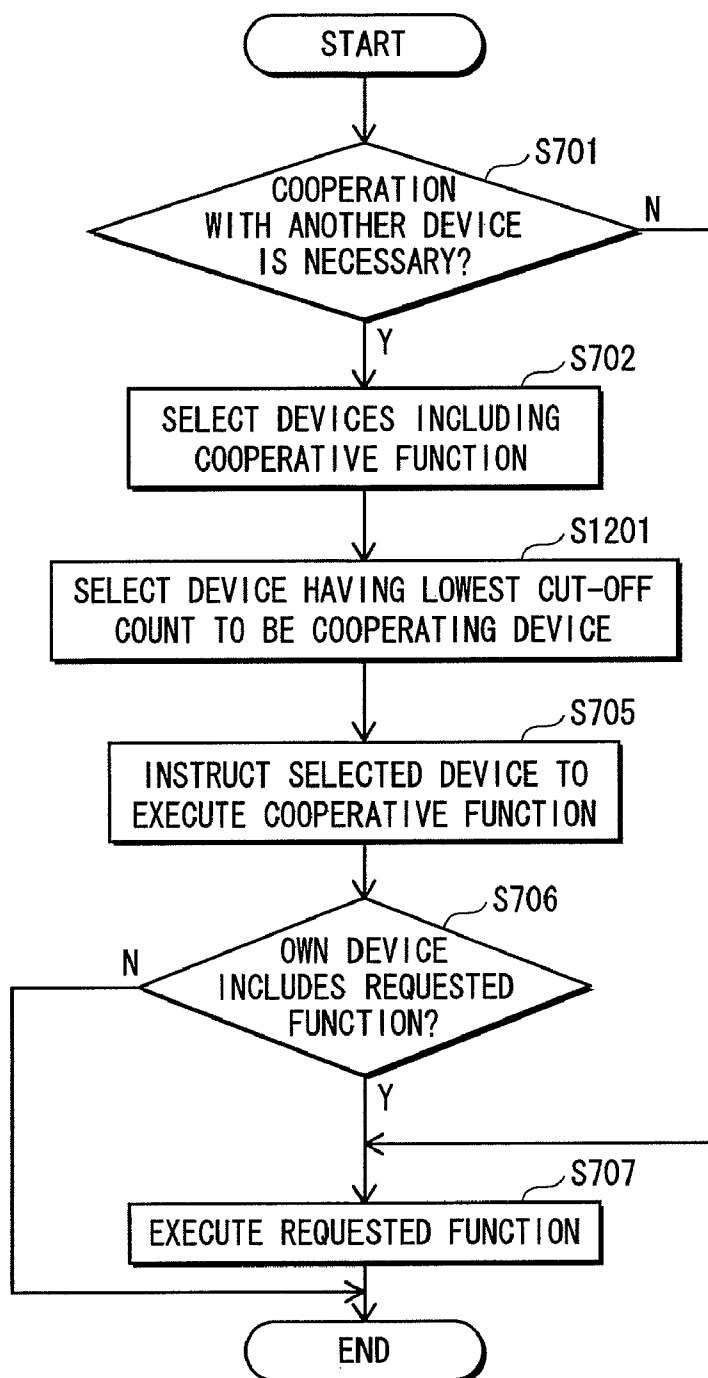 START
S701
COOPERATION
WITH ANOTHER DEVICE
IS NECESSARY?
N
Y
S702
SELECT DEVICES INCLUDING
COOPERATIVE FUNCTION
S1201
SELECT DEVICE HAVING LOWEST CUT-OFF
COUNT TO BE COOPERATING DEVICE
S705
INSTRUCT SELECTED DEVICE TO
EXECUTE COOPERATIVE FUNCTION
S706
N
OWN DEVICE
INCLUDES REQUESTED
FUNCTION?
Y
S707
EXECUTE REQUESTED FUNCTION
END